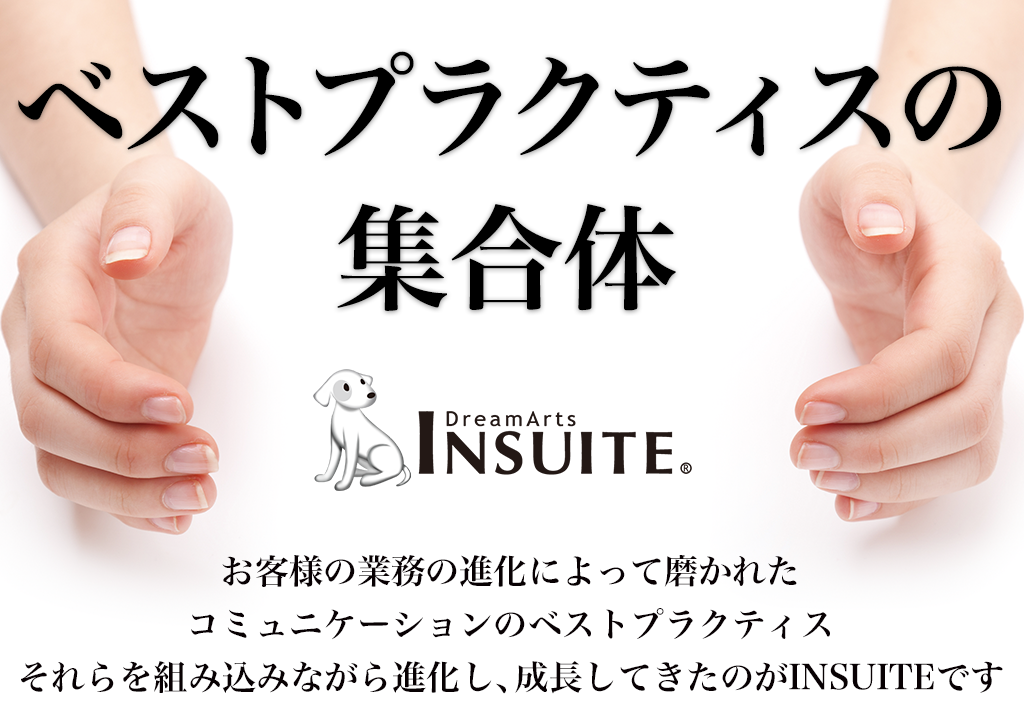 ベストプラクティスの
集合体
DreamArts
INSUITE®
お客様の業務の進化によって磨かれた
コミュニケーションのベストプラクティス
それらを組み込みながら進化し、成長してきたのがINSUITEです